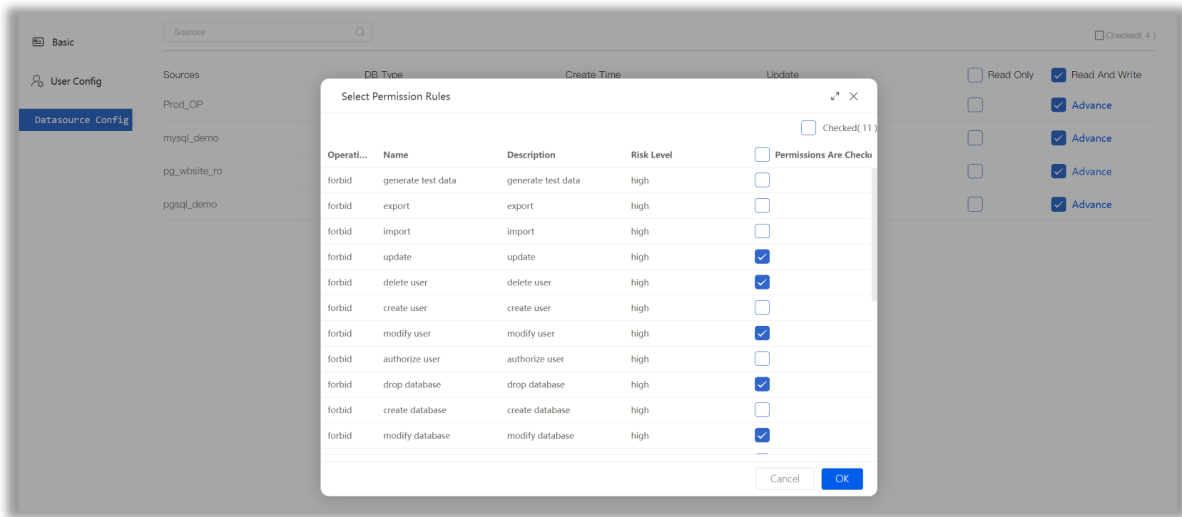 Basic
User Config
Datasource Config
Sources
Checked( 4 )
Sources DB Type Create Time Update Read Only Read And Write
Prod_OP Advance
mysql_demo Advance
pg_wbsite_ro Advance
pgsql_demo Advance
Select Permission Rules
Checked( 11 )
Operati... Name Description Risk Level Permissions Are Checke
forbid generate test data generate test data high
forbid export export high
forbid import import high
forbid update update high
forbid delete user delete user high
forbid create user create user high
forbid modify user modify user high
forbid authorize user authorize user high
forbid drop database drop database high
forbid create database create database high
forbid modify database modify database high
Cancel OK